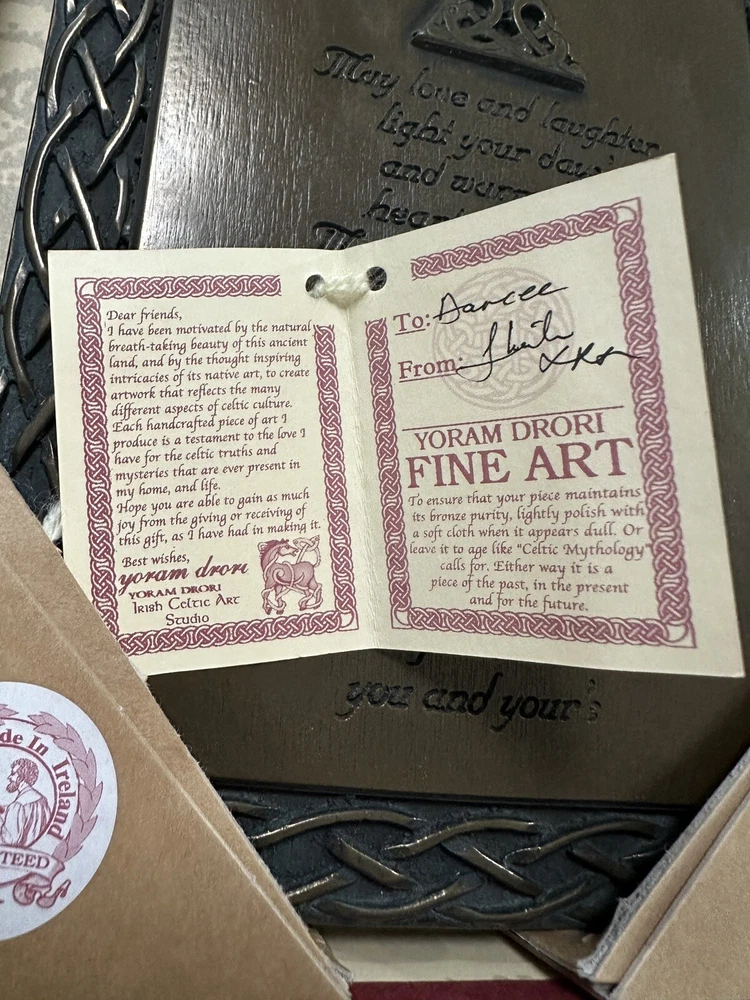 May love and laughter
light your days
and warm
heart
Dear friends,
I have been motivated by the natural
breath-taking beauty of this ancient
land, and by the thought inspiring
intricacies of its native art, to create
artwork that reflects the many
different aspects of celtic culture.
Each handcrafted piece of art I
produce is a testament to the love I
have for the celtic truths and
mysteries that are ever present in
my home, and life.
Hope you are able to gain as much
joy from the giving or receiving of
this gift, as I have had in making it.
Best wishes,
yoram drori
YORAM DRORI
Irish Celtic Art
Studio
To: Darcee
From: Sheila
YORAM DRORI
FINE ART
To ensure that your piece maintains
its bronze purity, lightly polish with
a soft cloth when it appears dull. Or
leave it to age like "Celtic Mythology"
calls for. Either way it is a
piece of the past, in the present
and for the future.
you and your's
de In Ireland
TEED